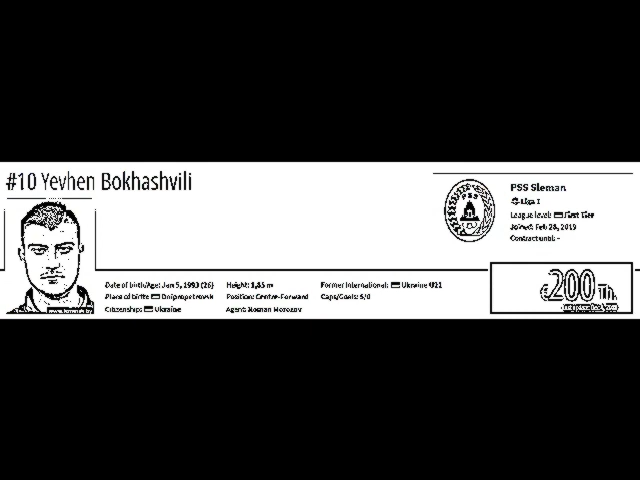 #10 Yevhen Bokhashvili
PSS
PSS Sleman
Liga 1
League level: First Tier
Joined: Feb 28, 2019
Contract until: -
Date of birth/Age: Jan 5, 1993 (26)
Place of birth: Dnipropetrovsk
Citizenship: Ukraine
Height: 1,85 m
Position: Centre-Forward
Agent: Roman Morozov
Former International: Ukraine U21
Caps/Goals: 5/0
€200Th.